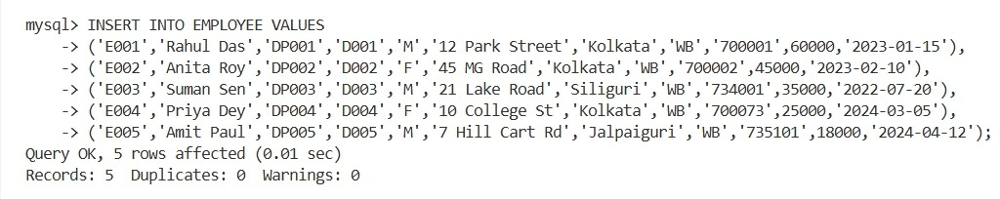 mysql> INSERT INTO EMPLOYEE VALUES
-> ('E001','Rahul Das','DP001','D001','M','12 Park Street','Kolkata','WB','700001',60000,'2023-01-15'),
-> ('E002','Anita Roy','DP002','D002','F','45 MG Road','Kolkata','WB','700002',45000,'2023-02-10'),
-> ('E003','Suman Sen','DP003','D003','M','21 Lake Road','Siliguri','WB','734001',35000,'2022-07-20'),
-> ('E004','Priya Dey','DP004','D004','F','10 College St','Kolkata','WB','700073',25000,'2024-03-05'),
-> ('E005','Amit Paul','DP005','D005','M','7 Hill Cart Rd','Jalpaiguri','WB','735101',18000,'2024-04-12');
Query OK, 5 rows affected (0.01 sec)
Records: 5  Duplicates: 0  Warnings: 0